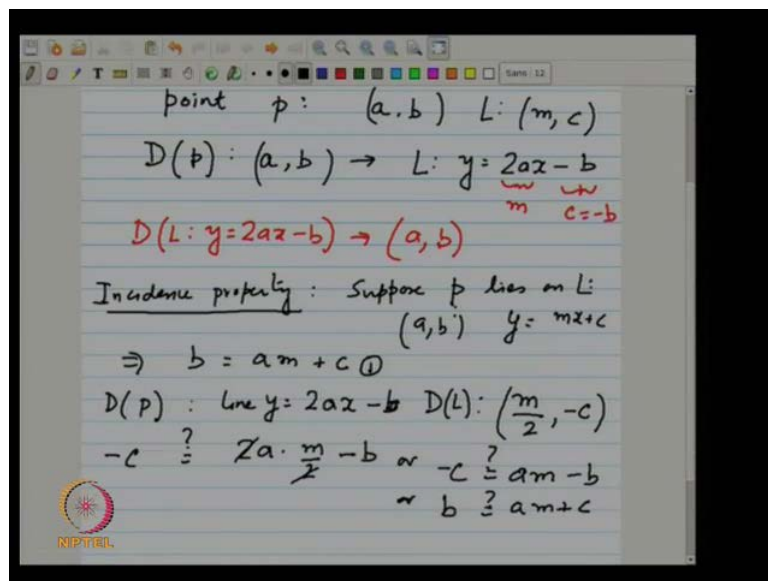 T Sans 12
point p : (a, b) L : (m, c)
D(p) : (a, b) → L : y = 2ax - b
m c = -b
D(L : y = 2ax - b) → (a, b)
Incidence property : Suppose p lies on L :
(a, b) y = mx + c
⇒ b = am + c ①
D(p) : line y = 2ax - b D(L) : (m/2, -c)
-c ?= 2a · m/2 - b or -c ?= am - b
or b ?= am + c
NPTEL